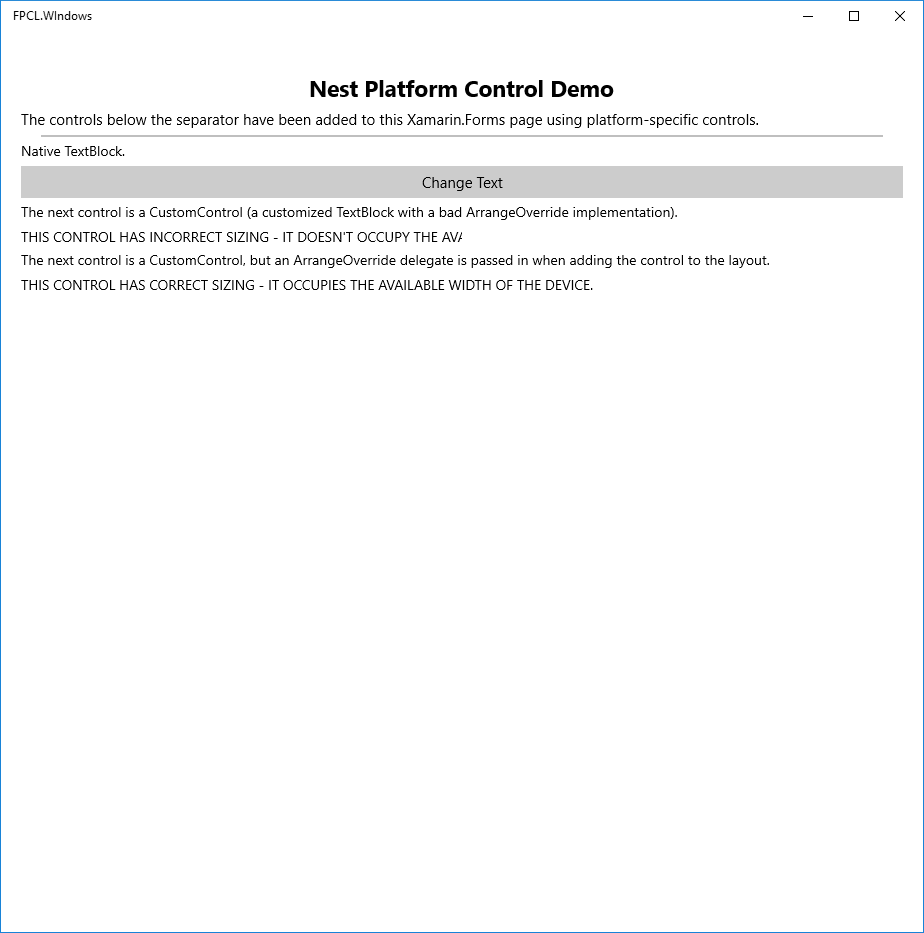 FPCL.WIndows
Nest Platform Control Demo
The controls below the separator have been added to this Xamarin.Forms page using platform-specific controls.
Native TextBlock.
Change Text
The next control is a CustomControl (a customized TextBlock with a bad ArrangeOverride implementation).
THIS CONTROL HAS INCORRECT SIZING - IT DOESN'T OCCUPY THE AVA
The next control is a CustomControl, but an ArrangeOverride delegate is passed in when adding the control to the layout.
THIS CONTROL HAS CORRECT SIZING - IT OCCUPIES THE AVAILABLE WIDTH OF THE DEVICE.